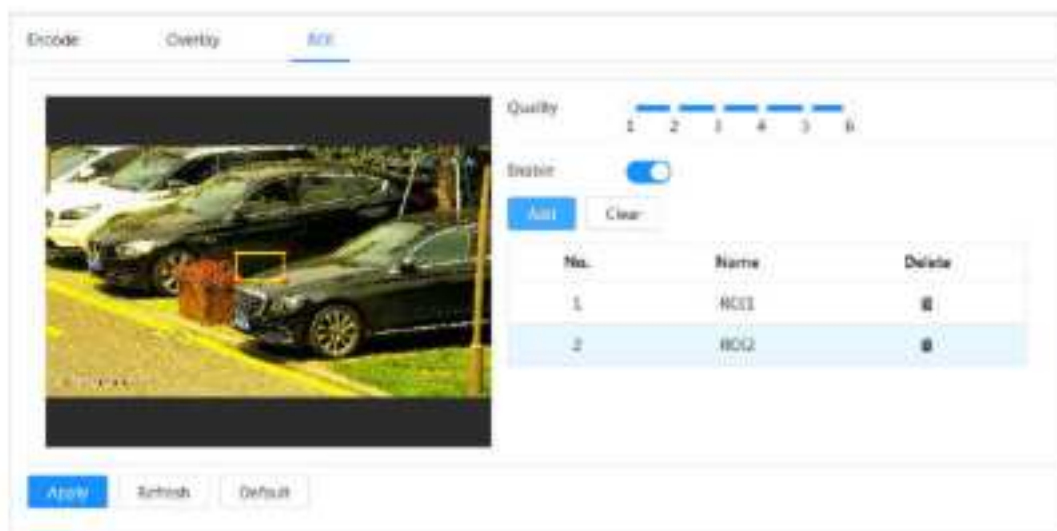 Encode Overlay ROI
Quality
1 2 3 4 5 6
Enable
Add Clear
No. Name Delete
1 ROI1
2 ROI2
Apply Refresh Default